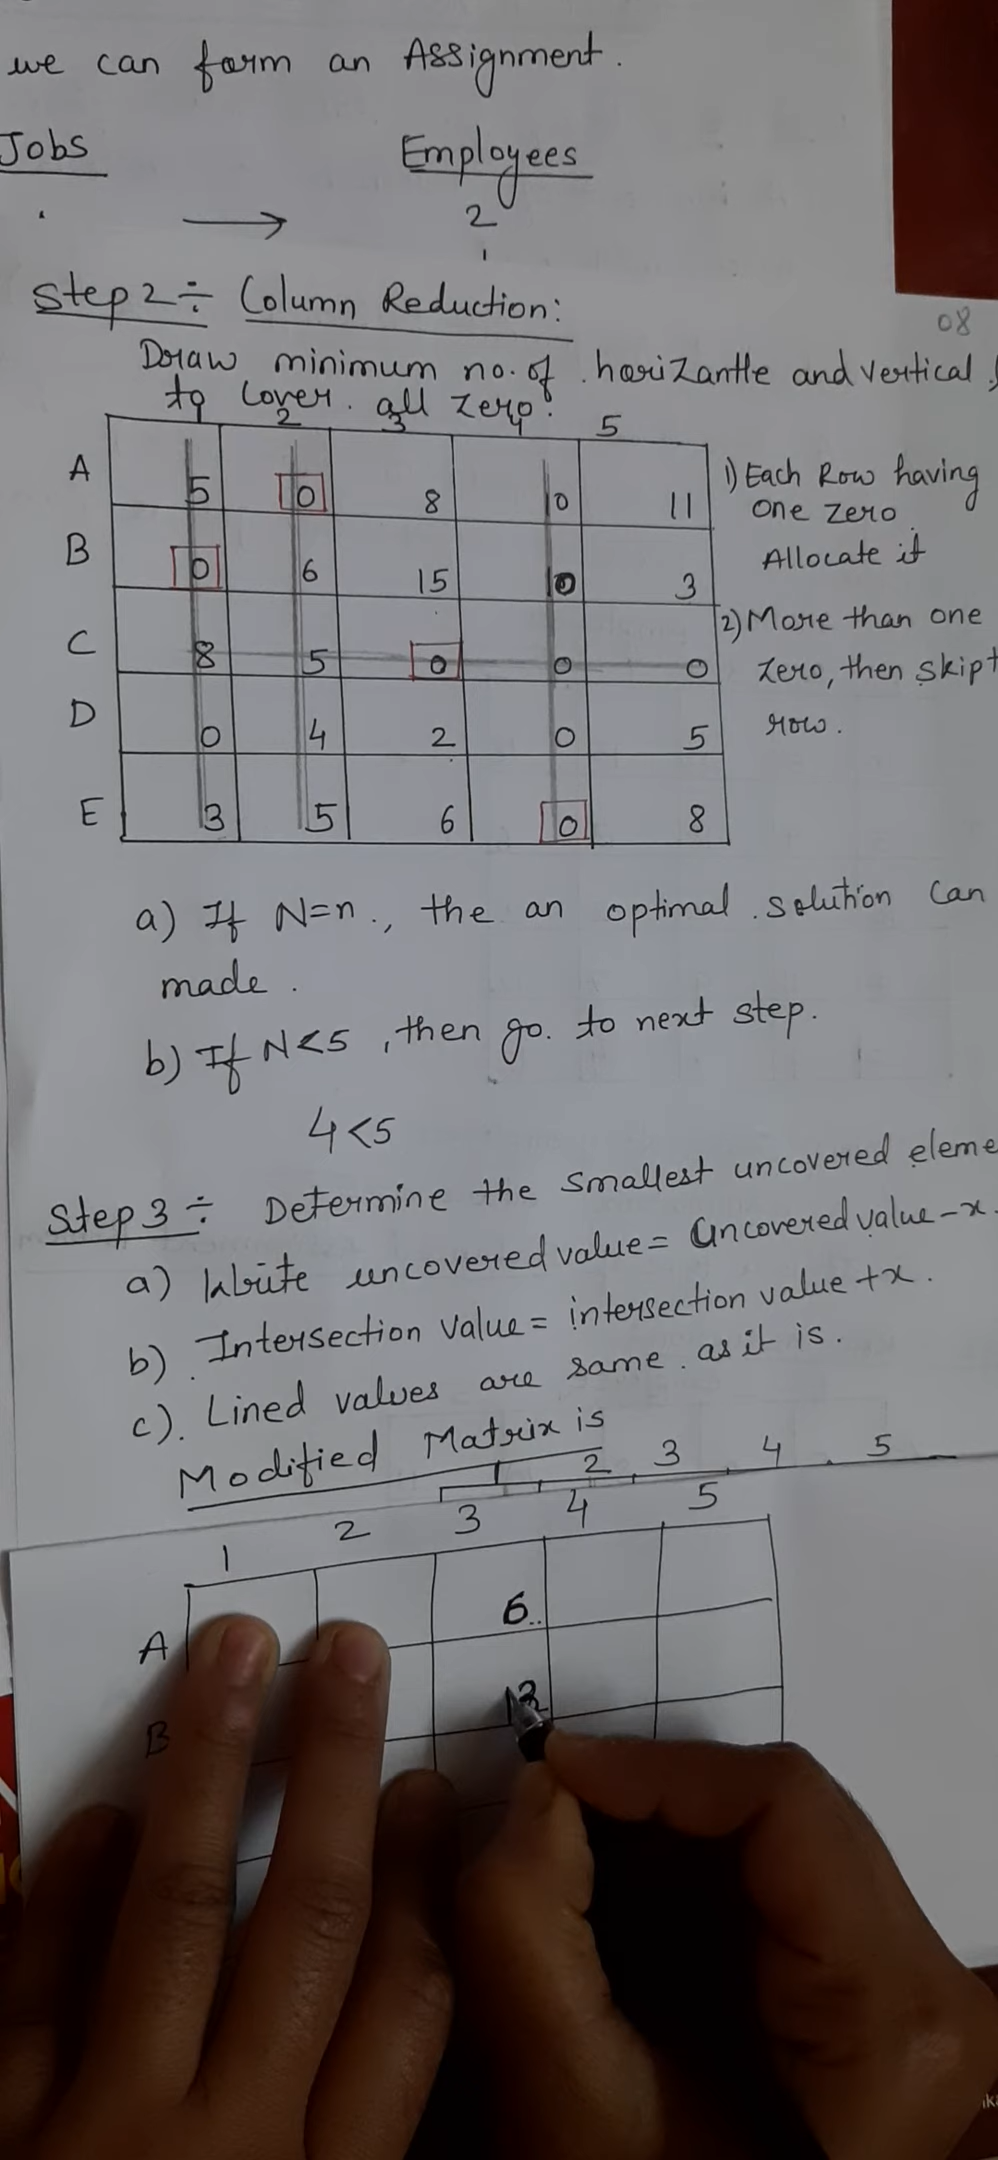 we can form an Assignment.
Jobs Employees
→ 2
Step 2 ÷ Column Reduction:
08
Draw minimum no. of horizantle and vertical
to cover all zero.
2 3 4 5
A 5 0 8 0 11
B 0 6 15 0 3
C 8 5 0 0 0
D 0 4 2 0 5
E 3 5 6 0 8
1) Each Row having
one zero
Allocate it
2) More than one
zero, then skip
row.
a) If N=n., the an optimal solution can
made.
b) If N<5, then go. to next step.
4<5
Step 3 ÷ Determine the smallest uncovered eleme
a) Write uncovered value = Uncovered value - x.
b) Intersection value = intersection value + x.
c). Lined values are same as it is.
Modified Matrix is
2 3 4 5
1 2 3 4 5
A 6
B 13